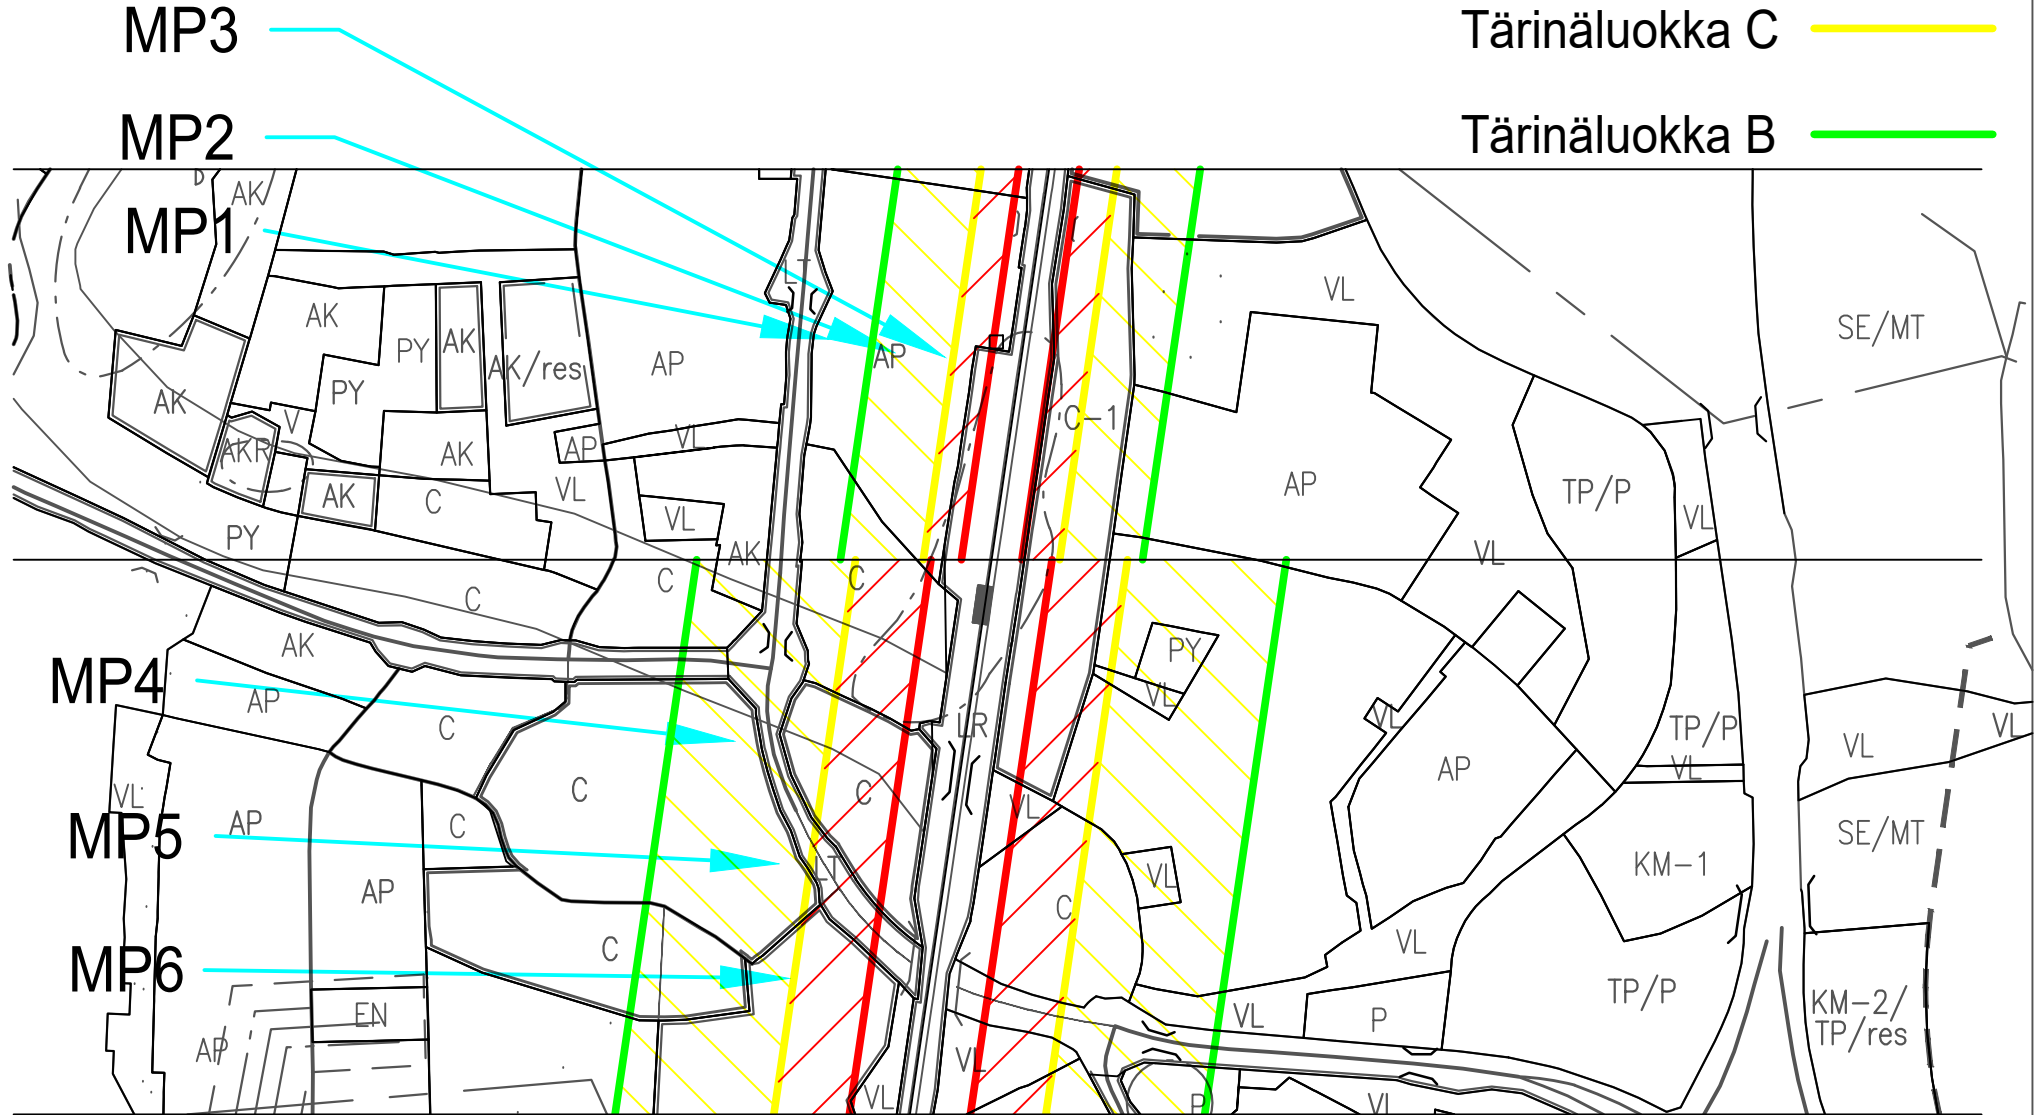 MP3
Tärinäluokka C
MP2
Tärinäluokka B
AK
MP1
LT
VL
AK
SE/MT
PY
AK
AK/res
AP
AP
PY
AK
V
C-1
AKR
AK
AP
VL
AP
TP/P
VL
AK
C
VL
VL
PY
AK
VL
C
C
C
AK
PY
MP4
AP
VL
C
LR
VL
TP/P
VL
VL
AP
VL
C
C
VL
VL
MP5
AP
C
SE/MT
LT
VL
KM-1
AP
C
C
VL
MP6
TP/P
EN
VL
P
KM-2/
TP/res
AP
VL
VL
P
VL